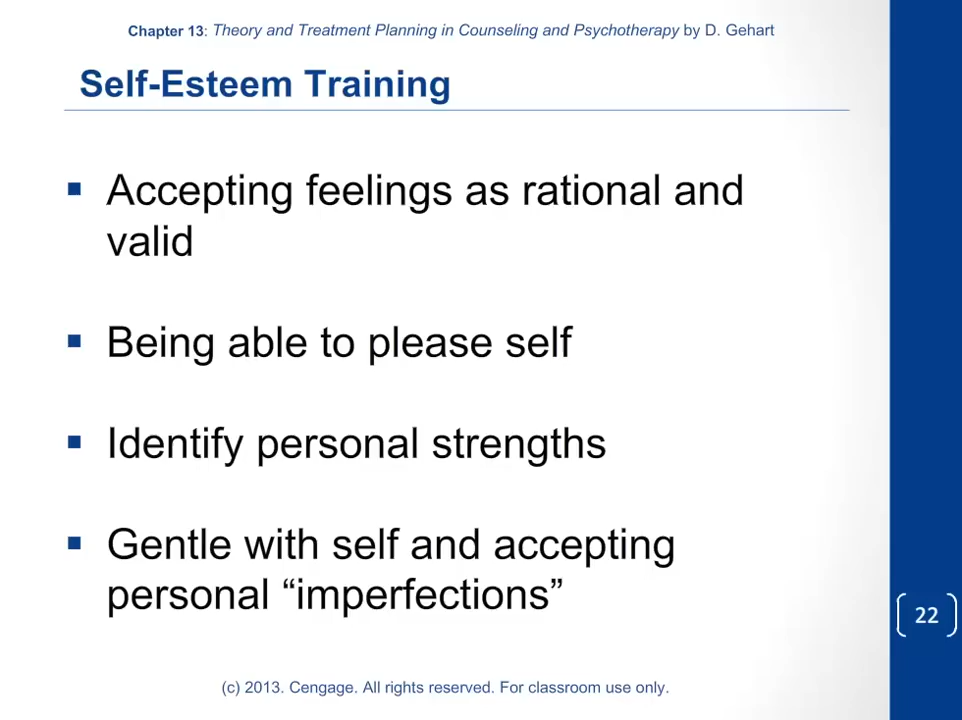 Chapter 13: Theory and Treatment Planning in Counseling and Psychotherapy by D. Gehart
Self-Esteem Training
▪ Accepting feelings as rational and
valid
▪ Being able to please self
▪ Identify personal strengths
▪ Gentle with self and accepting
personal “imperfections”
22
(c) 2013. Cengage. All rights reserved. For classroom use only.